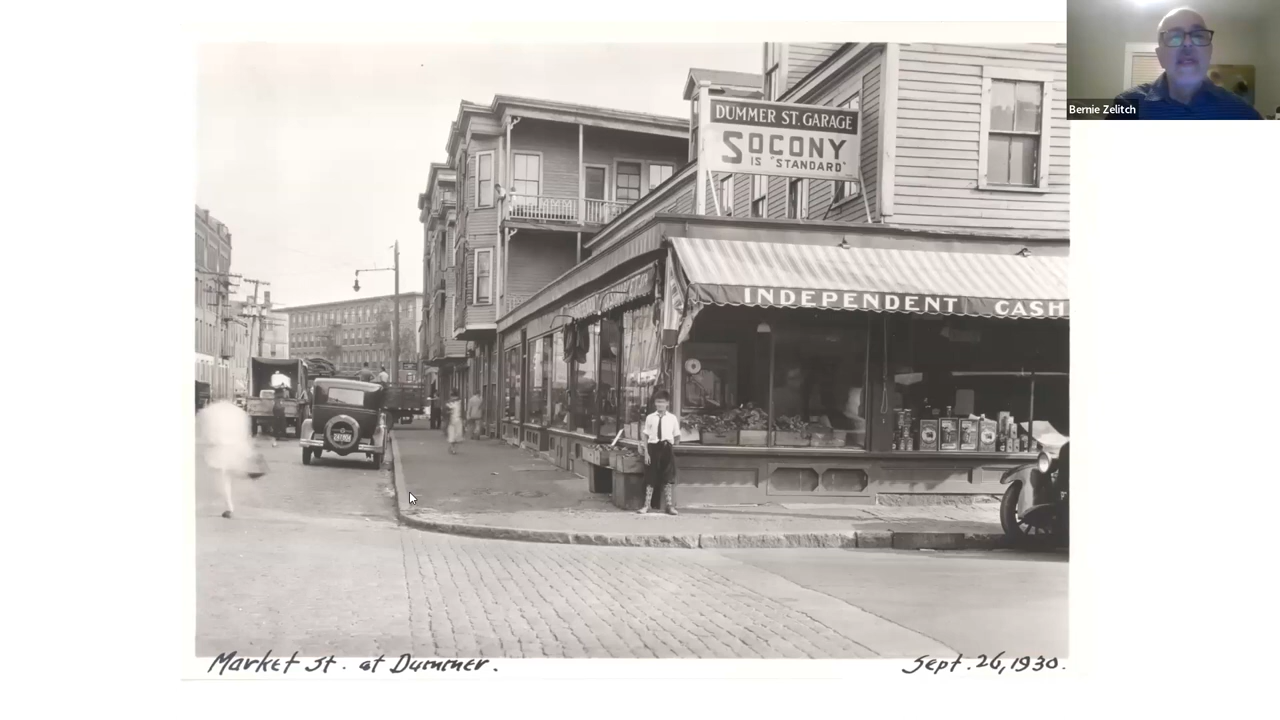 Bernie Zelitch
DUMMER ST. GARAGE
SOCONY
IS "STANDARD"
INDEPENDENT CASH
Market St. at Dummer.
Sept. 26, 1930.